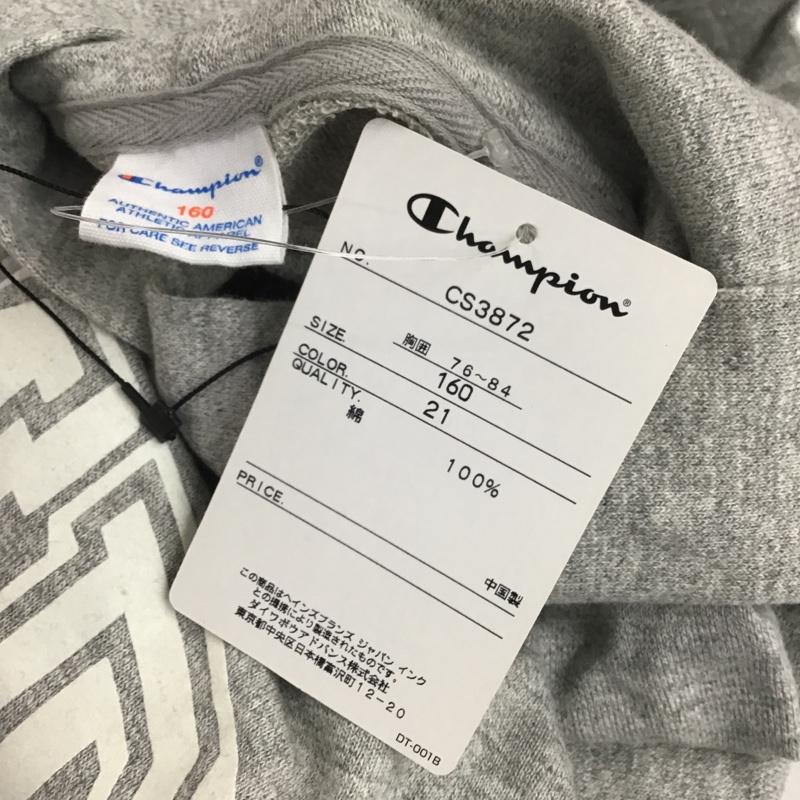 Champion®
160
AUTHENTIC AMERICAN
ATHLETIC APPAREL
FOR CARE SEE REVERSE
Champion®
NO.
CS3872
SIZE. 胸囲 76～84
160
COLOR. 21
QUALITY.
綿
100%
PRICE.
中国製
この商品はヘインズブランズ ジャパン インク
との提携により製造されたものです。
ダイワボウアドバンス株式会社
東京都中央区日本橋富沢町12-20
DT-001B